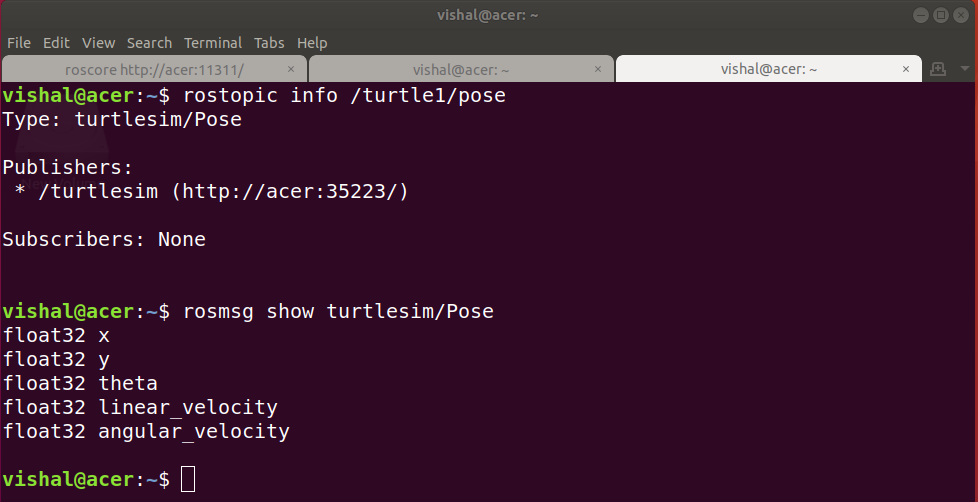 vishal@acer: ~
File Edit View Search Terminal Tabs Help
roscore http://acer:11311/ × vishal@acer: ~ × vishal@acer: ~ ×
vishal@acer:~$ rostopic info /turtle1/pose
Type: turtlesim/Pose
Publishers:
* /turtlesim (http://acer:35223/)
Subscribers: None
vishal@acer:~$ rosmsg show turtlesim/Pose
float32 x
float32 y
float32 theta
float32 linear_velocity
float32 angular_velocity
vishal@acer:~$